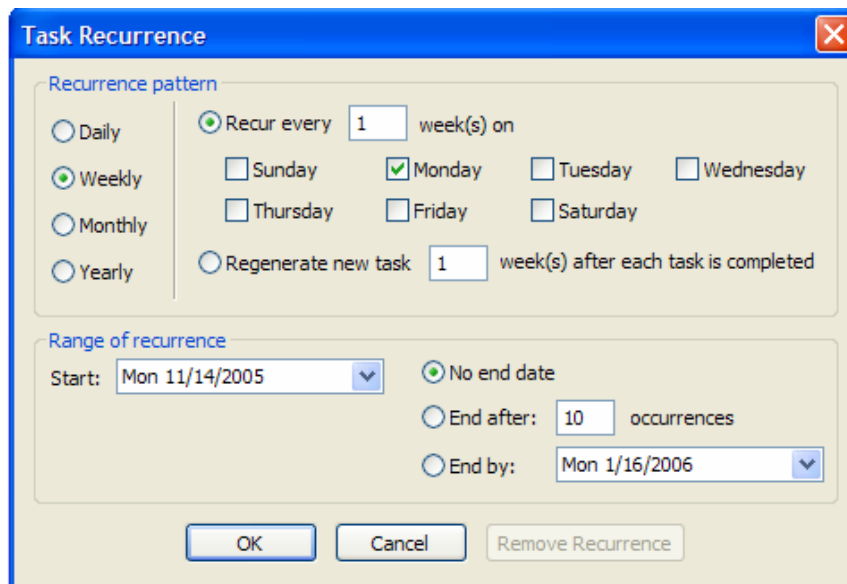 Task Recurrence
Recurrence pattern
Daily
Weekly
Monthly
Yearly
Recur every 1 week(s) on
Sunday Monday Tuesday Wednesday
Thursday Friday Saturday
Regenerate new task 1 week(s) after each task is completed
Range of recurrence
Start: Mon 11/14/2005
No end date
End after: 10 occurrences
End by: Mon 1/16/2006
OK Cancel Remove Recurrence